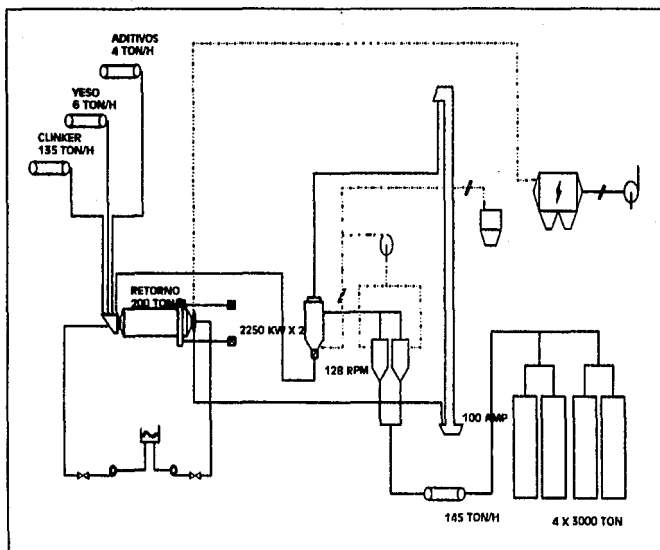 ADITIVOS
4 TON/H
YESO
6 TON/H
CLINKER
135 TON/H
RETORNO
200 TON
2250 KW X 2
128 RPM
100 AMP
145 TON/H
4 X 3000 TON